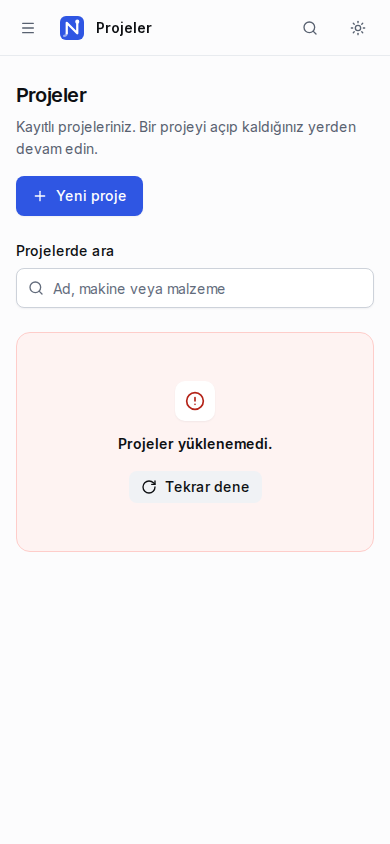 Projeler
Projeler
Kayıtlı projeleriniz. Bir projeyi açıp kaldığınız yerden
devam edin.
Yeni proje
Projelerde ara
Ad, makine veya malzeme
Projeler yüklenemedi.
Tekrar dene